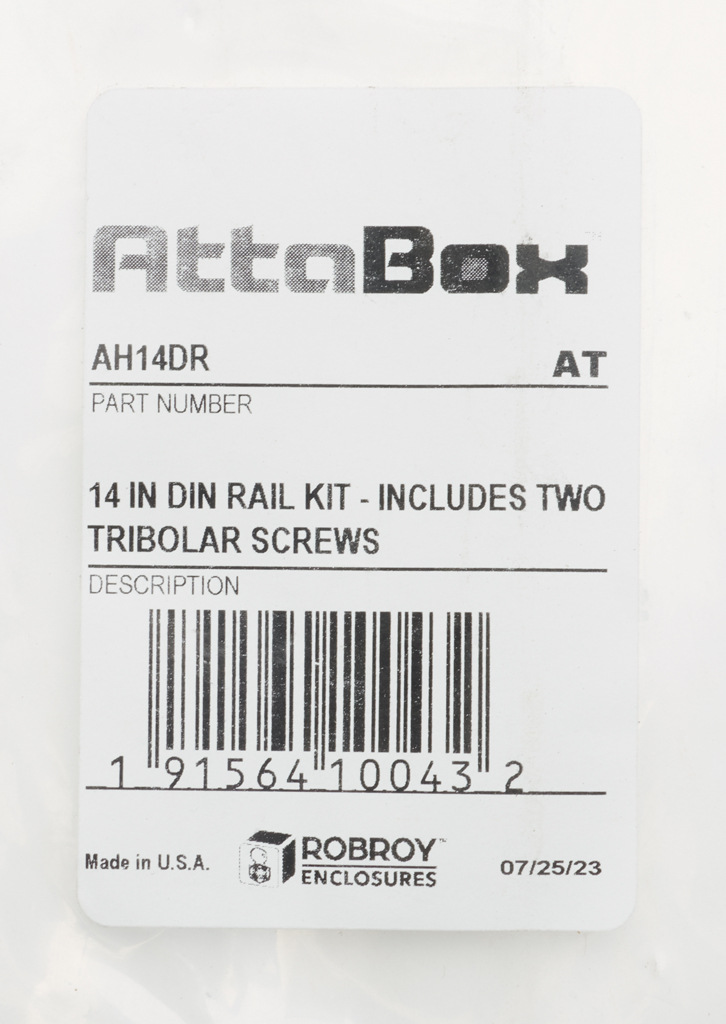 AttaBox
AH14DR AT
PART NUMBER
14 IN DIN RAIL KIT - INCLUDES TWO
TRIBOLAR SCREWS
DESCRIPTION
1 91564 10043 2
Made in U.S.A. ROBROY™ ENCLOSURES 07/25/23